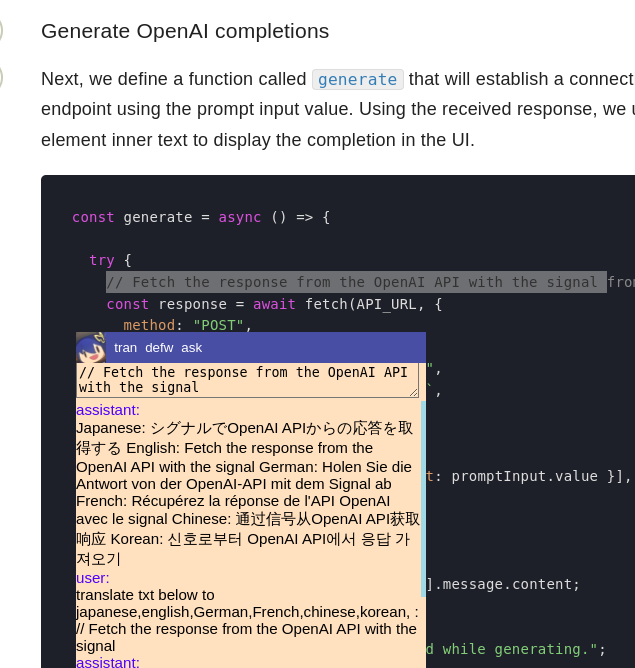 Generate OpenAI completions
Next, we define a function called generate that will establish a connect
endpoint using the prompt input value. Using the received response, we u
element inner text to display the completion in the UI.
const generate = async () => {
try {
// Fetch the response from the OpenAI API with the signal from
const response = await fetch(API_URL, {
method: "POST",
tran defw ask
// Fetch the response from the OpenAI API
with the signal
",
`,
t: promptInput.value }],
].message.content;
d while generating.";
assistant:
Japanese: シグナルでOpenAI APIからの応答を取
得する English: Fetch the response from the
OpenAI API with the signal German: Holen Sie die
Antwort von der OpenAI-API mit dem Signal ab
French: Récupérez la réponse de l'API OpenAI
avec le signal Chinese: 通过信号从OpenAI API获取
响应 Korean: 신호로부터 OpenAI API에서 응답 가
져오기
user:
translate txt below to
japanese,english,German,French,chinese,korean, :
// Fetch the response from the OpenAI API with the
signal
assistant: